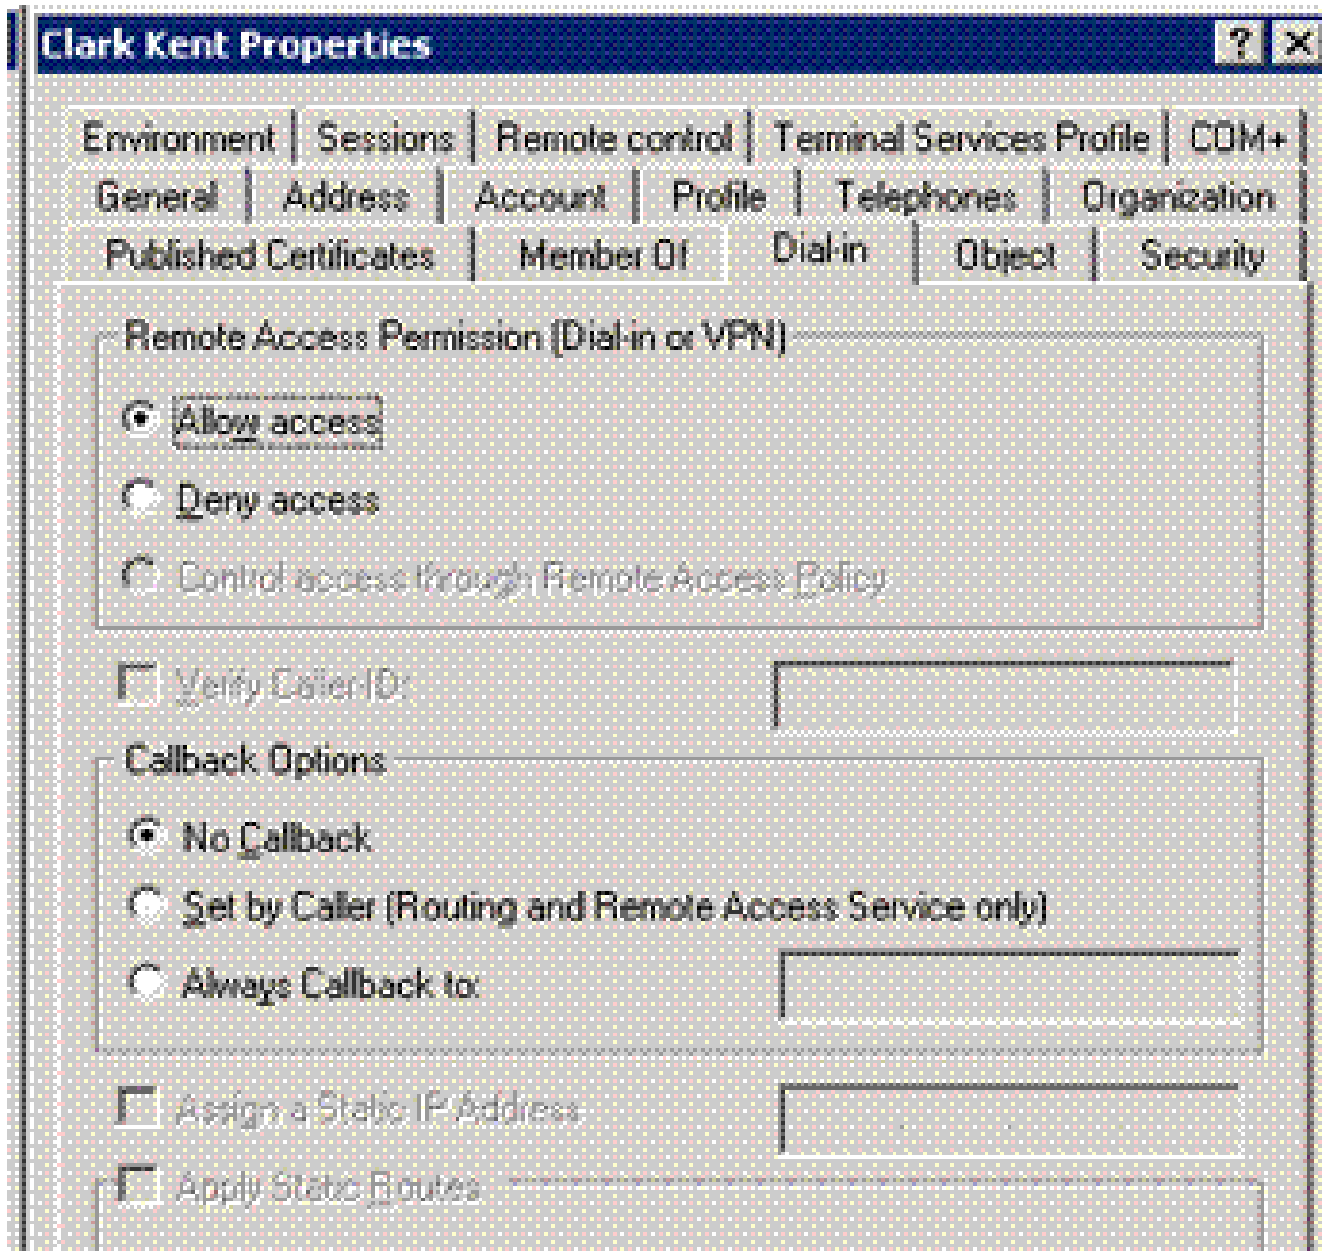 Clark Kent Properties
Environment Sessions Remote control Terminal Services Profile COM+
General Address Account Profile Telephones Organization
Published Certificates Member Of Dial-in Object Security
Remote Access Permission (Dial-in or VPN)
Allow access
Deny access
Control access through Remote Access Policy
Verify Caller-ID:
Callback Options
No Callback
Set by Caller (Routing and Remote Access Service only)
Always Callback to:
Assign a Static IP Address
Apply Static Routes